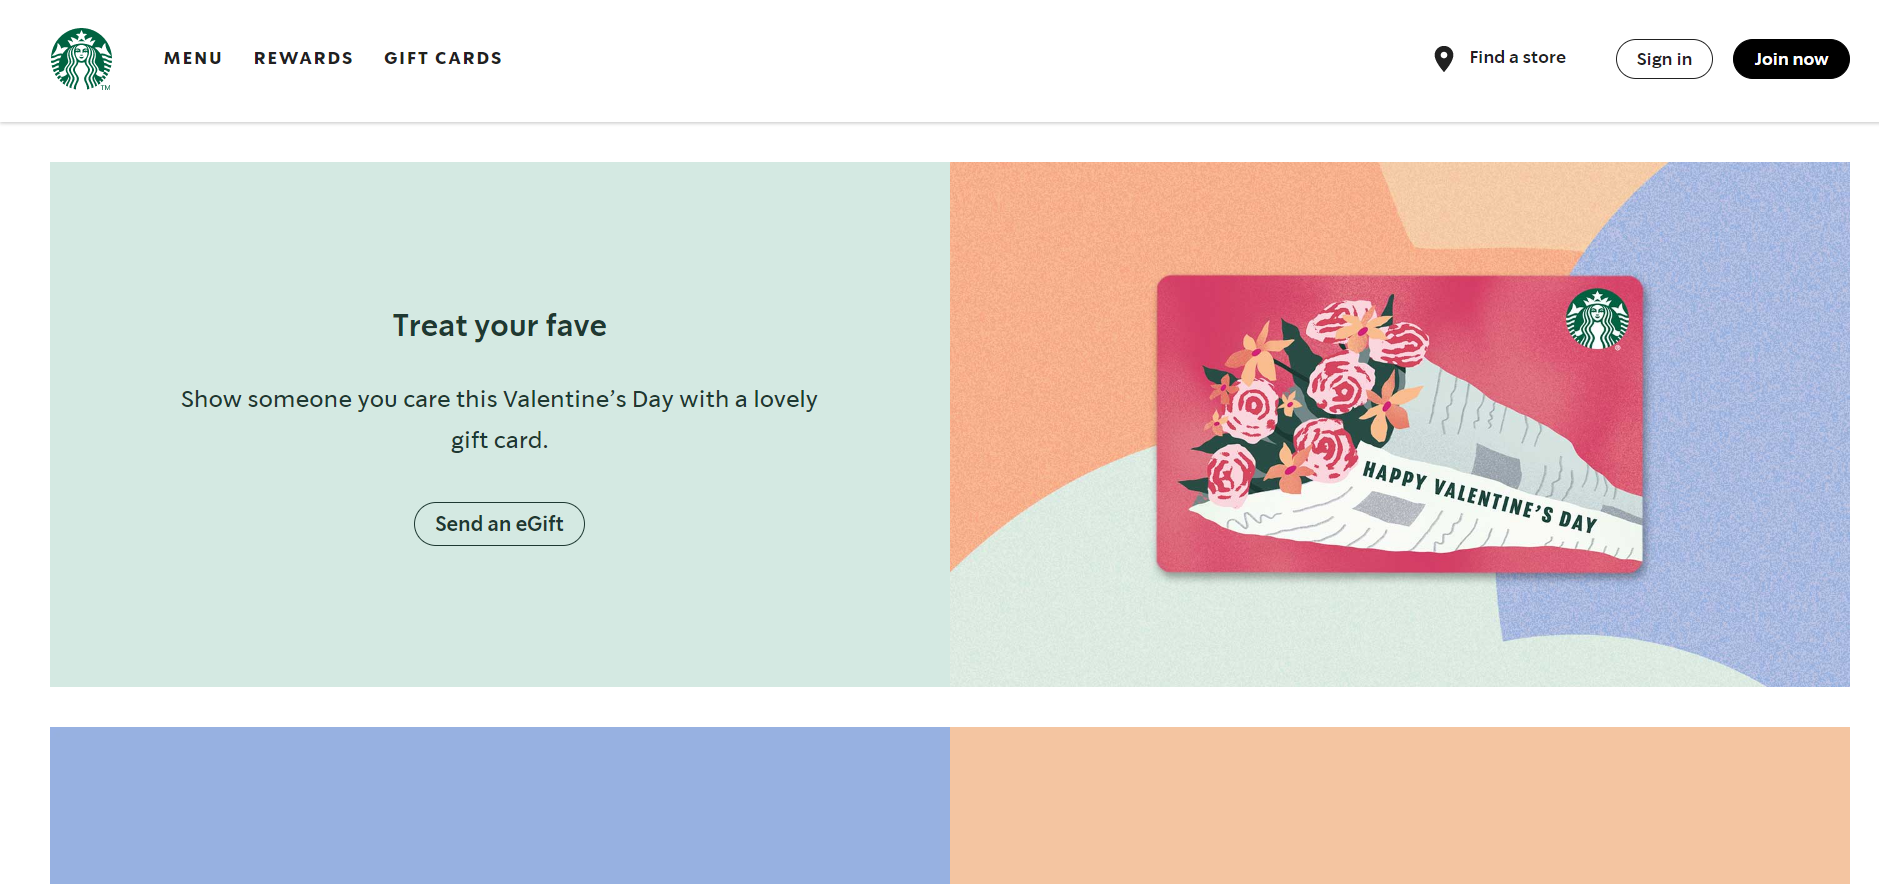 MENU REWARDS GIFT CARDS Find a store Sign in Join now
TM
Treat your fave
Show someone you care this Valentine’s Day with a lovely
gift card.
Send an eGift
HAPPY VALENTINE’S DAY